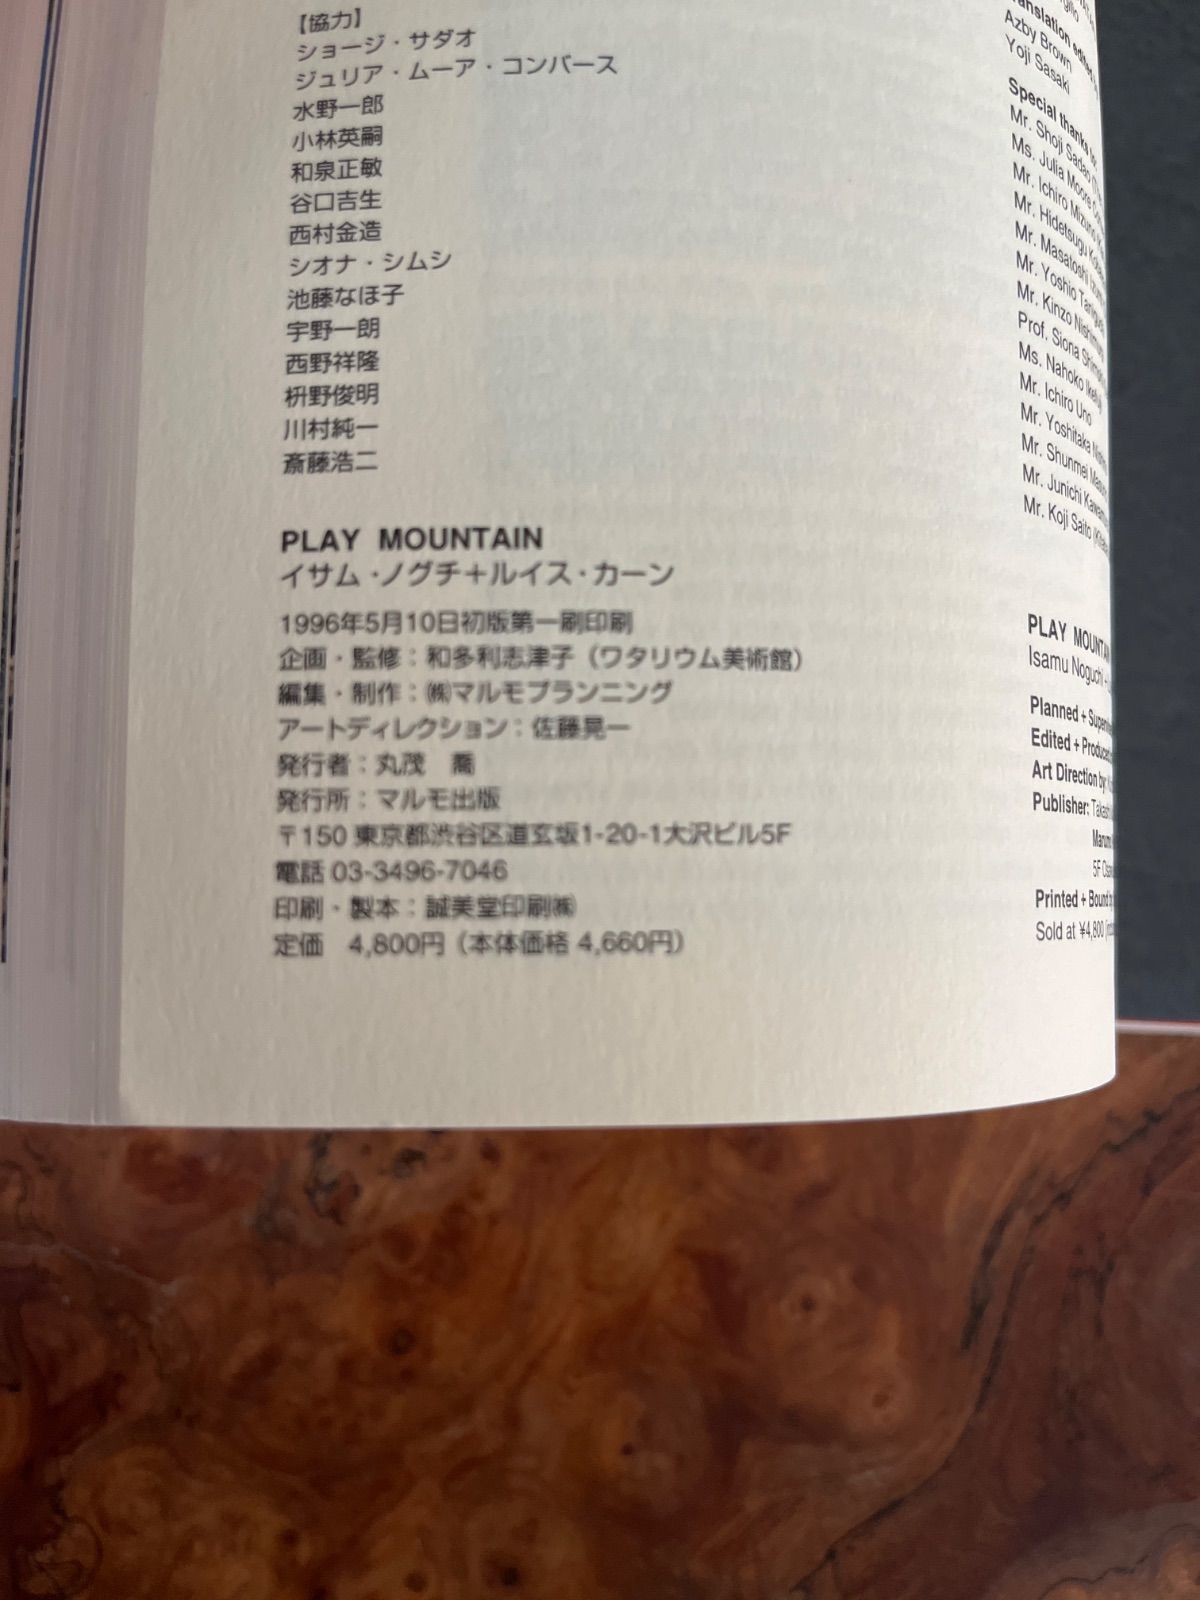 【協力】
ショージ・サダオ
ジュリア・ムーア・コンバース
水野一郎
小林英嗣
和泉正敏
谷口吉生
西村金造
シオナ・シムシ
池藤なほ子
宇野一朗
西野祥隆
枡野俊明
川村純一
斎藤浩二
PLAY MOUNTAIN
イサム・ノグチ+ルイス・カーン
1996年5月10日初版第一刷印刷
企画・監修：和多利志津子（ワタリウム美術館）
編集・制作：㈱マルモプランニング
アートディレクション：佐藤晃一
発行者：丸茂 喬
発行所：マルモ出版
〒150 東京都渋谷区道玄坂1-20-1大沢ビル5F
電話 03-3496-7046
印刷・製本：誠美堂印刷㈱
定価 4,800円（本体価格 4,660円）
Translation edited
Azby Brown
Yoji Sasaki
Special thanks to:
Mr. Shoji Sadao
Ms. Julia Moore
Mr. Ichiro Mizuno
Mr. Hidetsugu
Mr. Masatoshi
Mr. Yoshio
Mr. Kinzo
Prof. Siona
Ms. Nahoko
Mr. Ichiro Uno
Mr. Yoshitaka
Mr. Shunmei
Mr. Junichi
Mr. Koji Saito
PLAY
Isamu Noguchi
Planned +
Edited +
Art Direction by:
Publisher:
5F
Printed + Bound
Sold at ¥4,800